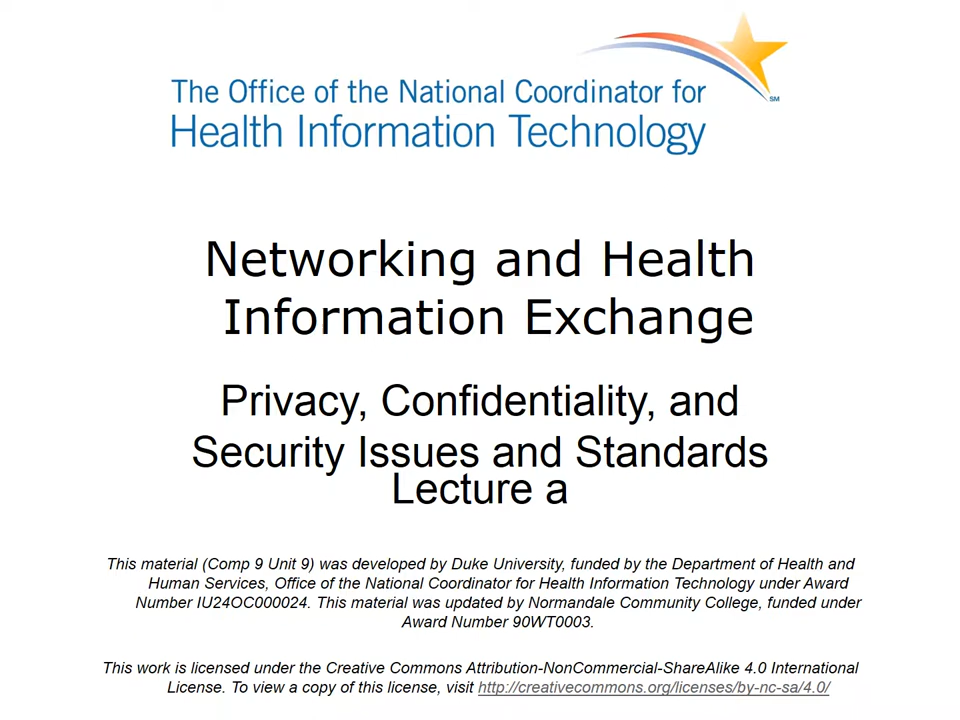 The Office of the National Coordinator for
Health Information Technology
SM
Networking and Health
Information Exchange
Privacy, Confidentiality, and
Security Issues and Standards
Lecture a
This material (Comp 9 Unit 9) was developed by Duke University, funded by the Department of Health and
Human Services, Office of the National Coordinator for Health Information Technology under Award
Number IU24OC000024. This material was updated by Normandale Community College, funded under
Award Number 90WT0003.
This work is licensed under the Creative Commons Attribution-NonCommercial-ShareAlike 4.0 International
License. To view a copy of this license, visit http://creativecommons.org/licenses/by-nc-sa/4.0/